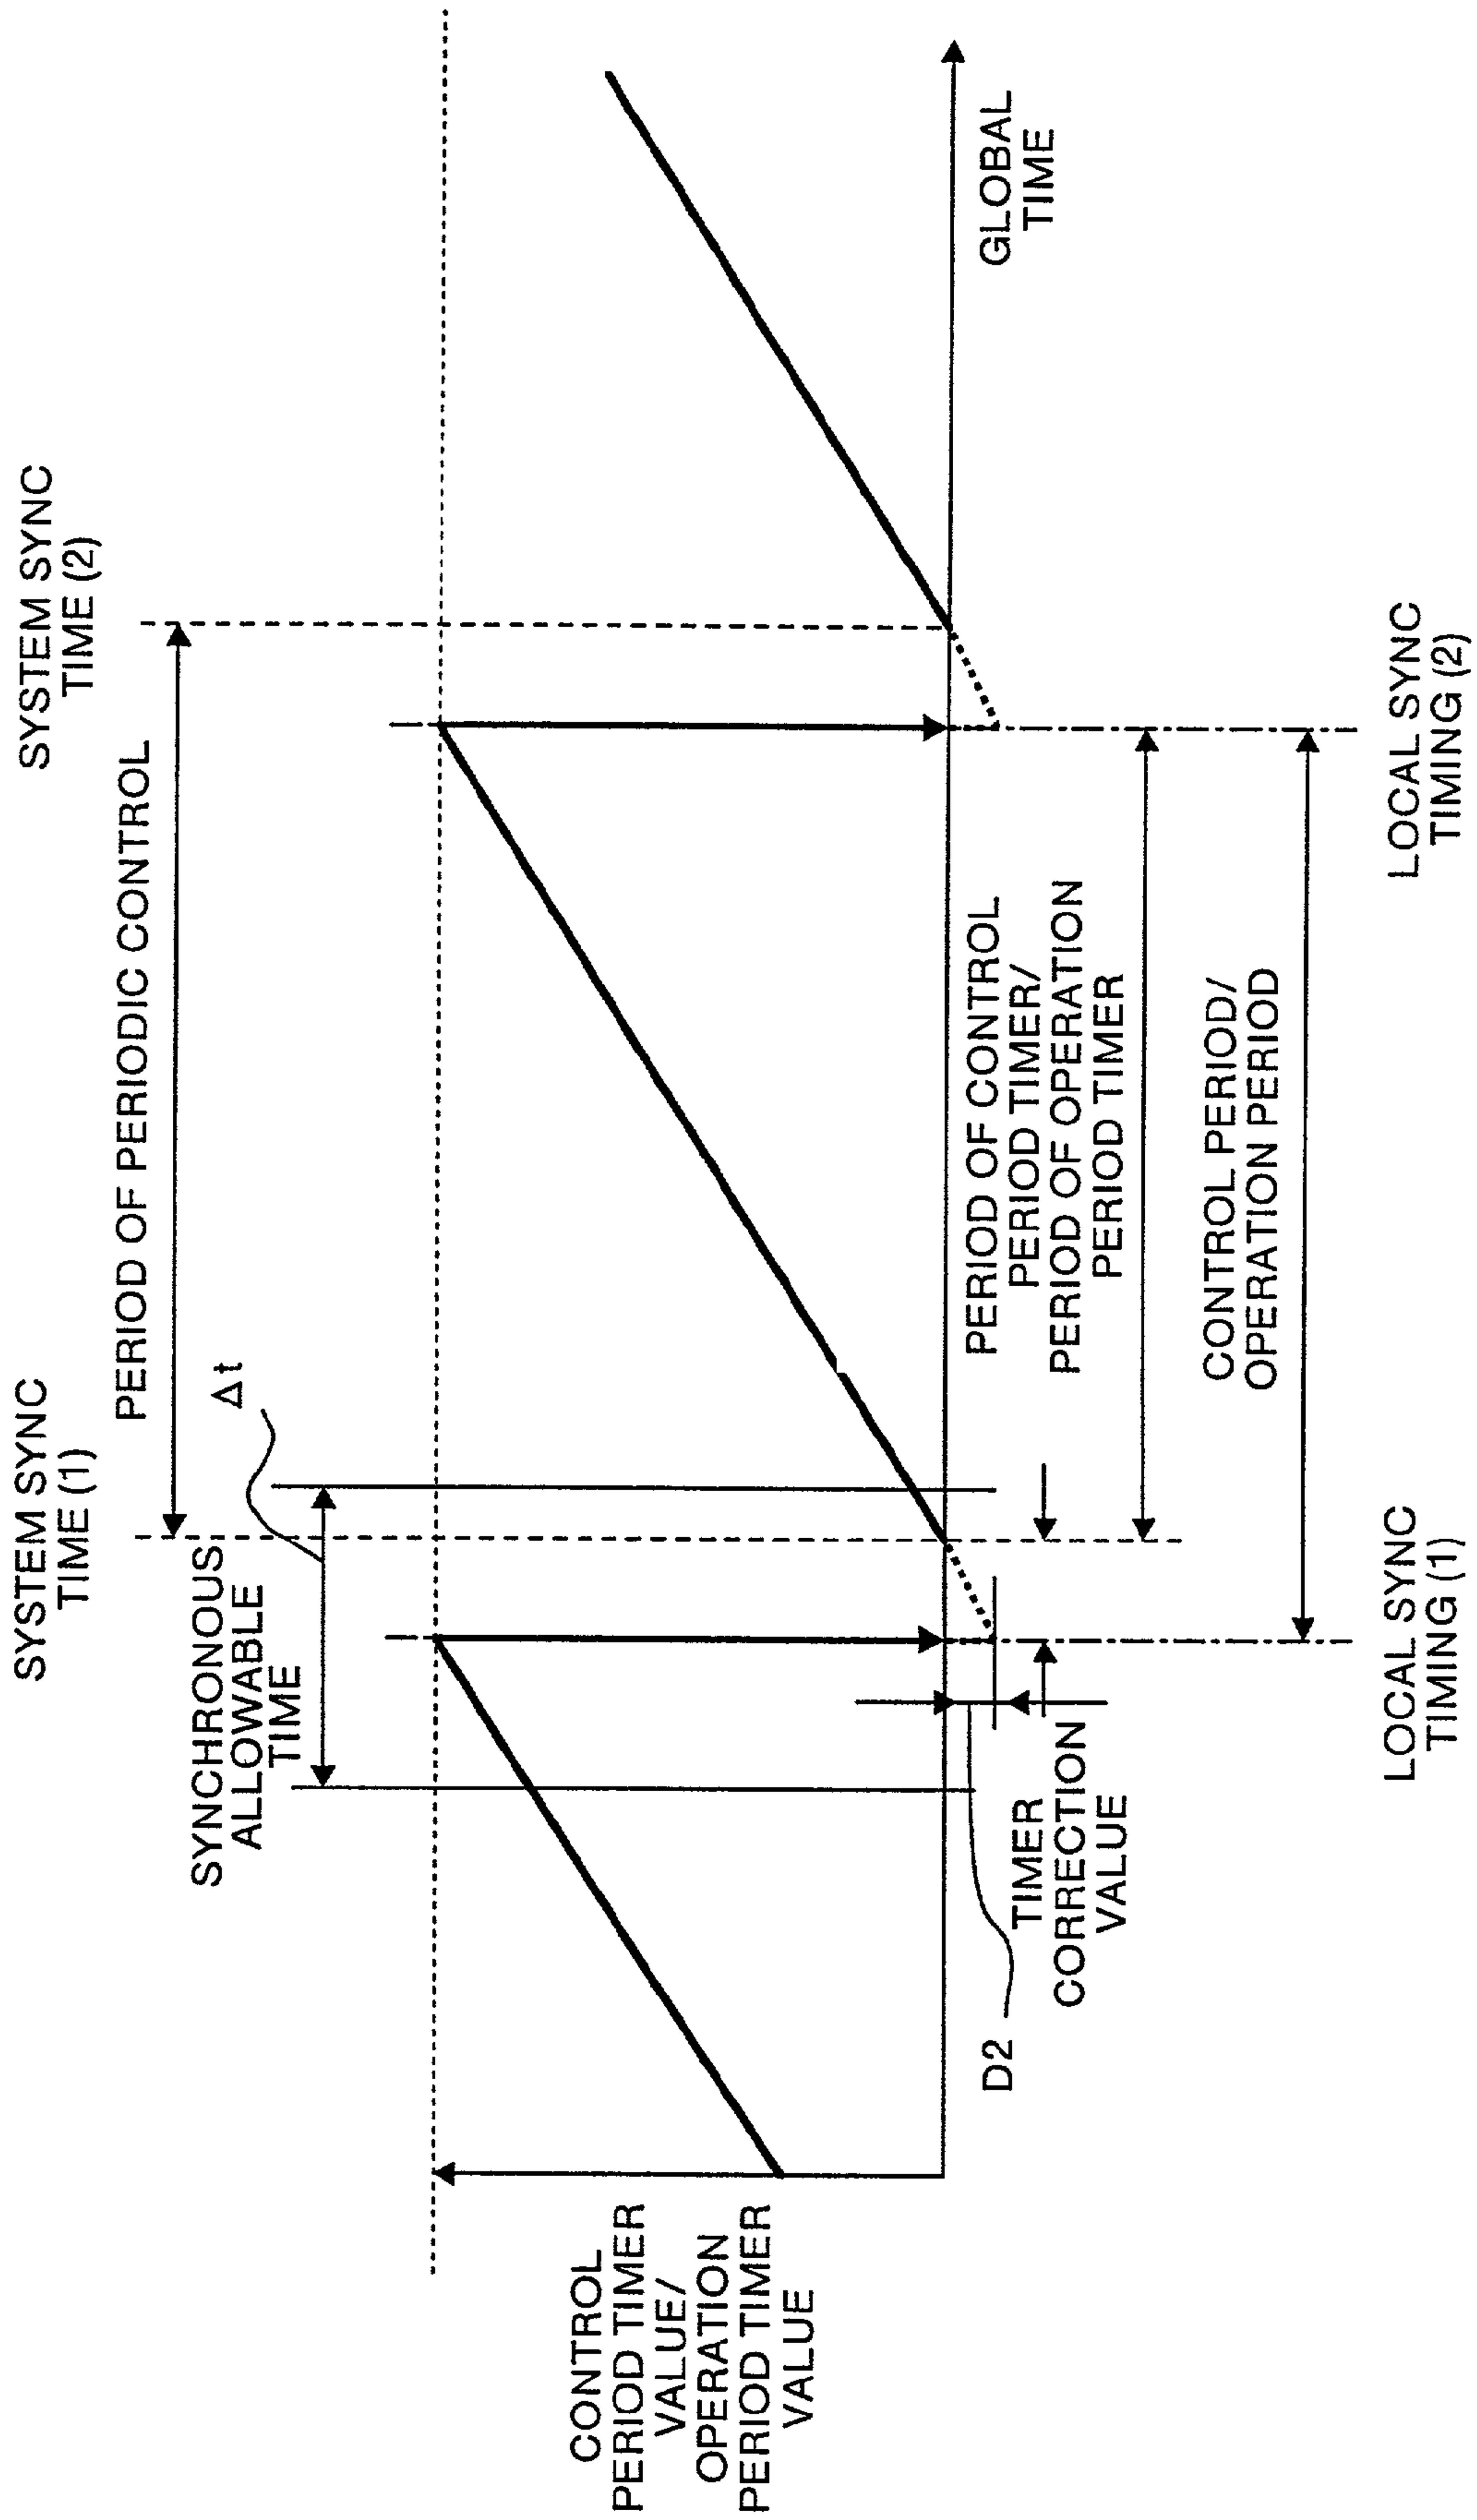 SYSTEM SYNC
TIME (1)
SYSTEM SYNC
TIME (2)
PERIOD OF PERIODIC CONTROL
SYNCHRONOUS
ALLOWABLE
TIME
Δt
CONTROL
PERIOD TIMER
VALUE/
OPERATION
PERIOD TIMER
VALUE
GLOBAL
TIME
D2
TIMER
CORRECTION
VALUE
PERIOD OF CONTROL
PERIOD TIMER/
PERIOD OF OPERATION
PERIOD TIMER
CONTROL PERIOD/
OPERATION PERIOD
LOCAL SYNC
TIMING (1)
LOCAL SYNC
TIMING (2)